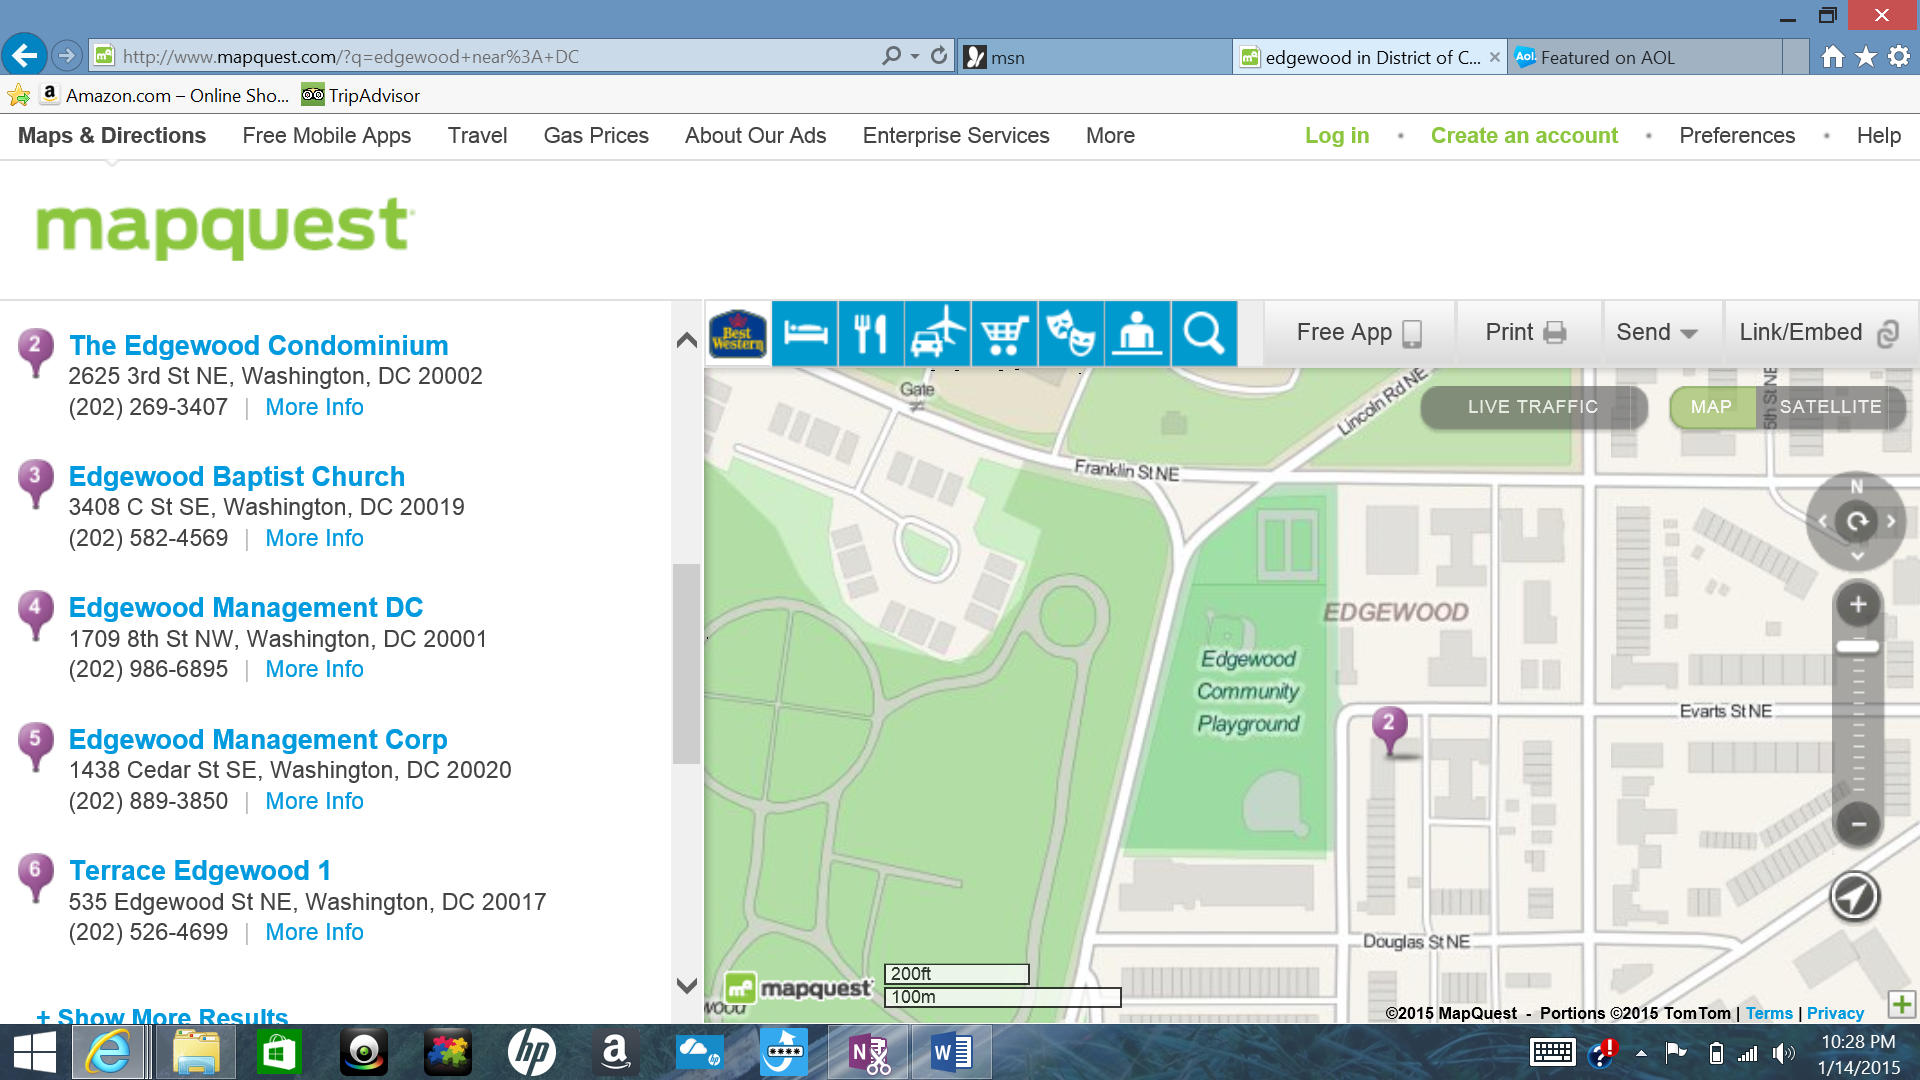 http://www.mapquest.com/?q=edgewood+near%3A+DC
msn
edgewood in District of C...
Aol.
Featured on AOL
Amazon.com – Online Sho...
TripAdvisor
Maps & Directions
Free Mobile Apps
Travel
Gas Prices
About Our Ads
Enterprise Services
More
Log in
Create an account
Preferences
Help
mapquest
2
The Edgewood Condominium
2625 3rd St NE, Washington, DC 20002
(202) 269-3407 | More Info
3
Edgewood Baptist Church
3408 C St SE, Washington, DC 20019
(202) 582-4569 | More Info
4
Edgewood Management DC
1709 8th St NW, Washington, DC 20001
(202) 986-6895 | More Info
5
Edgewood Management Corp
1438 Cedar St SE, Washington, DC 20020
(202) 889-3850 | More Info
6
Terrace Edgewood 1
535 Edgewood St NE, Washington, DC 20017
(202) 526-4699 | More Info
+ Show More Results
Best
Western
Free App
Print
Send
Link/Embed
Gate
Lincoln Rd NE
LIVE TRAFFIC
MAP
SATELLITE
5th St NE
Franklin St NE
N
EDGEWOOD
Edgewood
Community
Playground
Evarts St NE
2
Douglas St NE
mapquest
200ft
100m
wood
©2015 MapQuest - Portions ©2015 TomTom | Terms | Privacy
hp
a
N
W
10:28 PM
1/14/2015